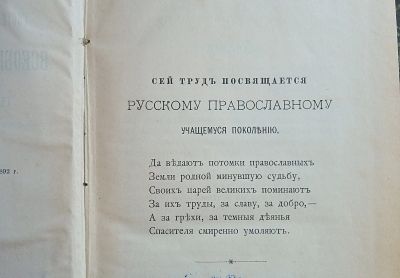 СЕЙ ТРУДЪ ПОСВЯЩАЕТСЯ
РУССКОМУ ПРАВОСЛАВНОМУ
УЧАЩЕМУСЯ ПОКОЛѢНІЮ.
Да вѣдаютъ потомки православныхъ
Земли родной минувшую судьбу,
Своихъ царей великихъ поминаютъ
За ихъ труды, за славу, за добро,—
А за грѣхи, за темныя дѣянья
Спасителя смиренно умоляютъ.